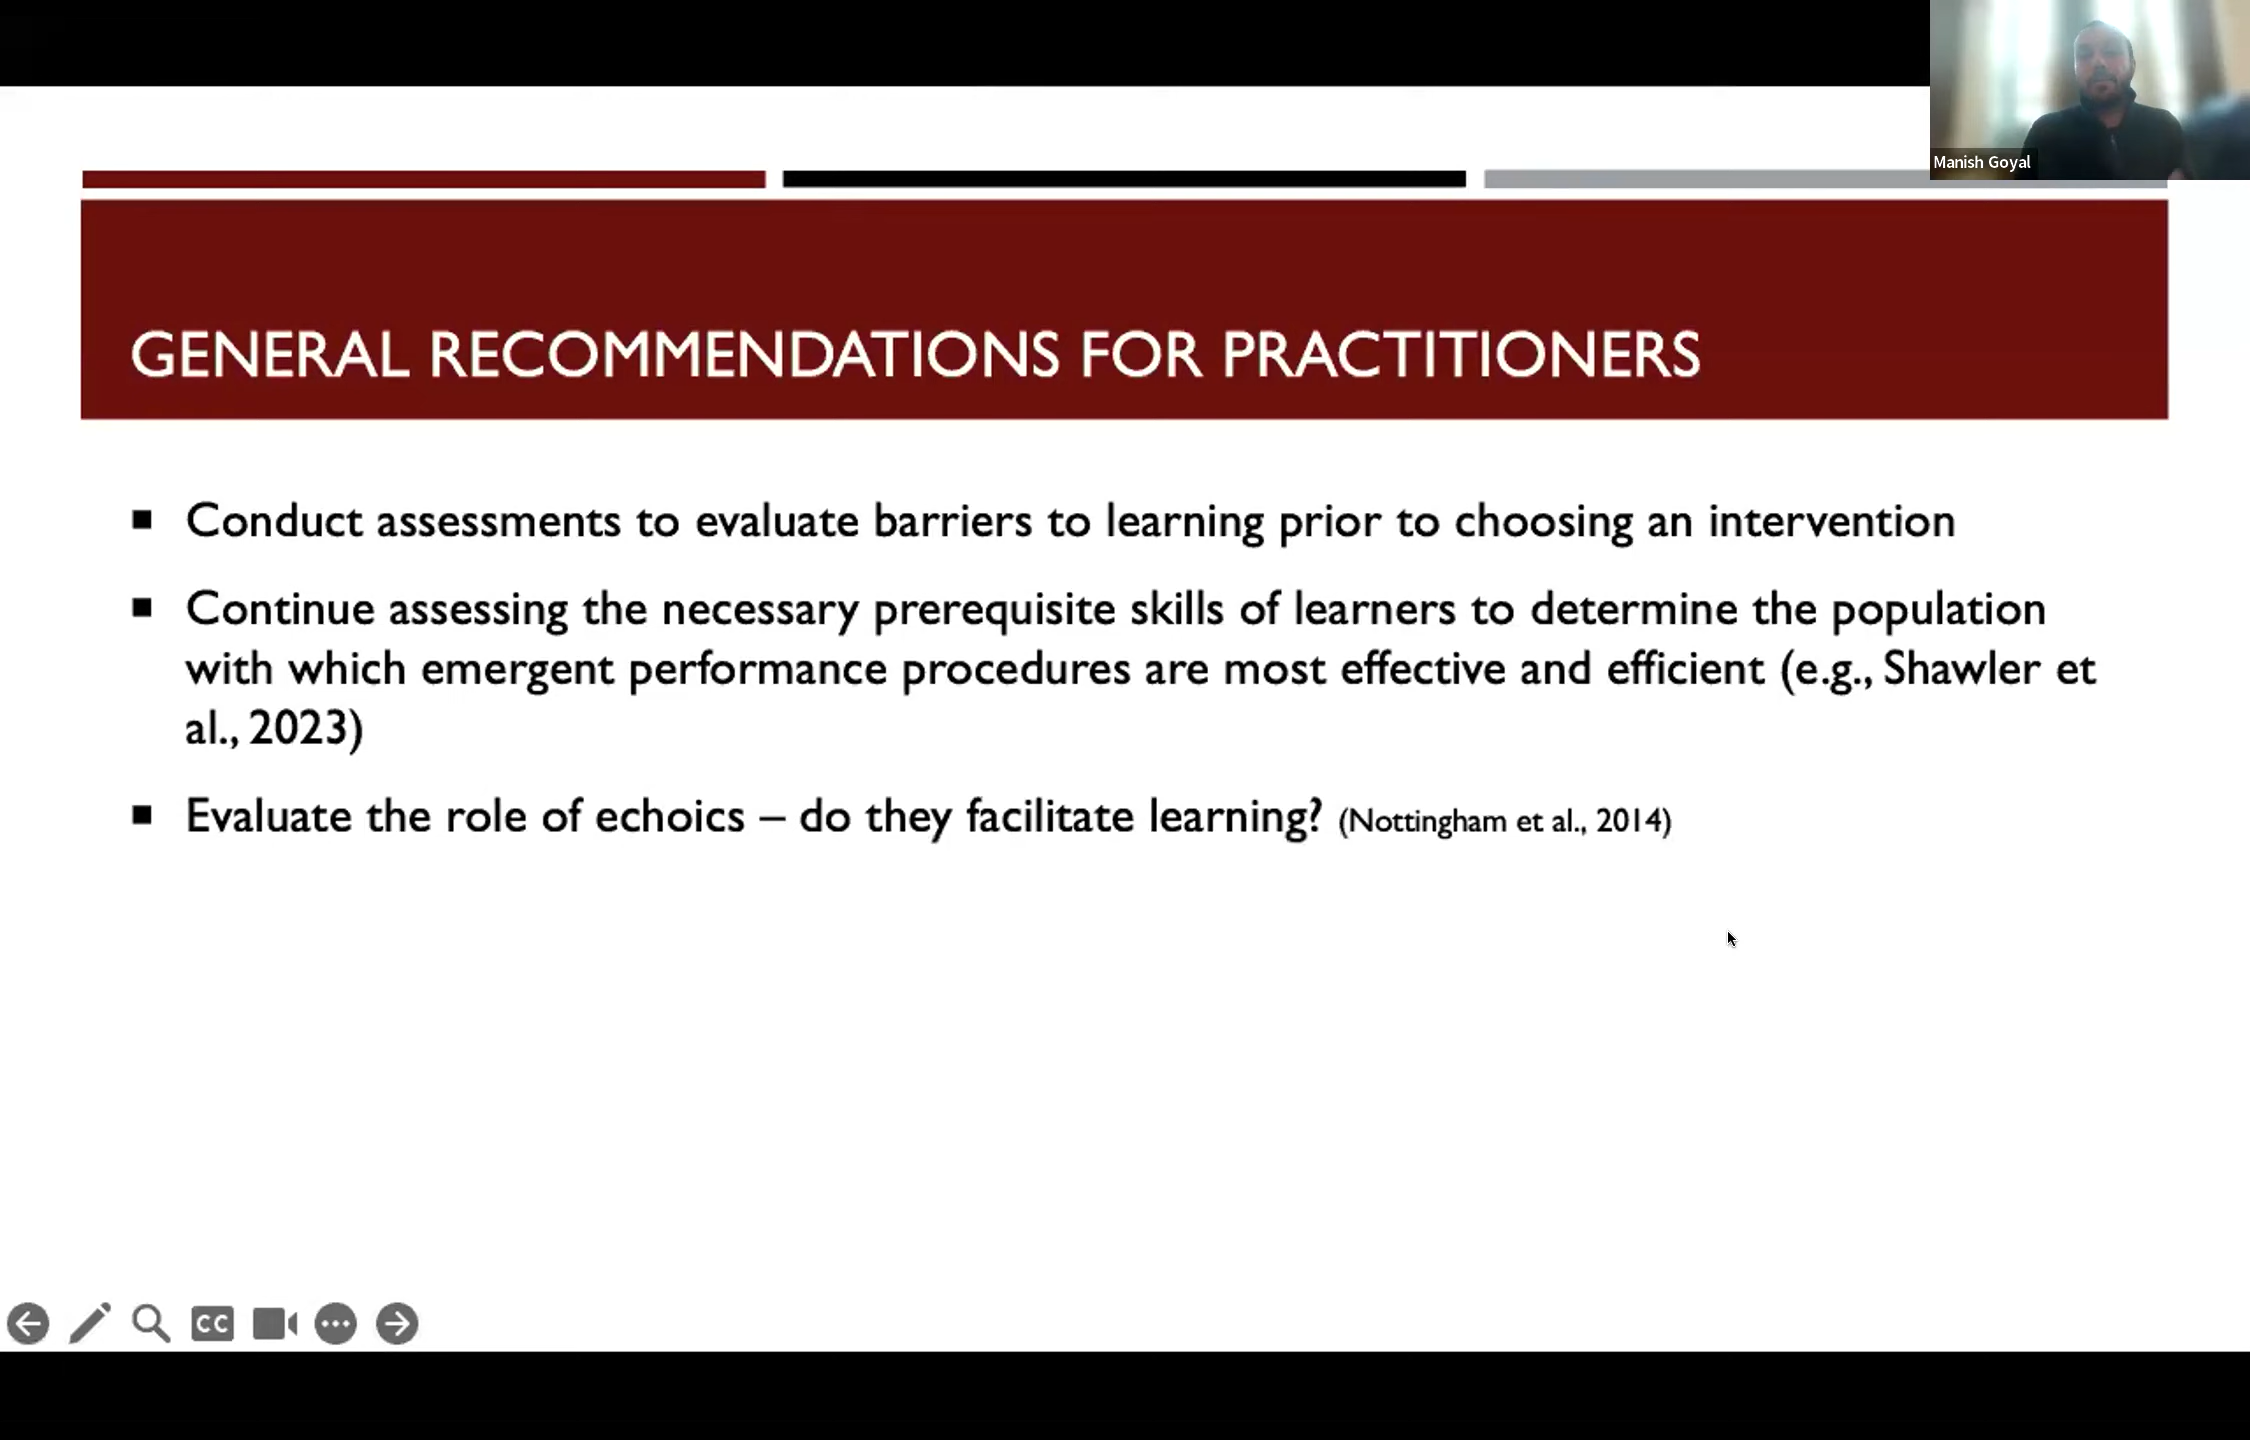 Manish Goyal
GENERAL RECOMMENDATIONS FOR PRACTITIONERS
▪ Conduct assessments to evaluate barriers to learning prior to choosing an intervention
▪ Continue assessing the necessary prerequisite skills of learners to determine the population
with which emergent performance procedures are most effective and efficient (e.g., Shawler et
al., 2023)
▪ Evaluate the role of echoics – do they facilitate learning? (Nottingham et al., 2014)
CC